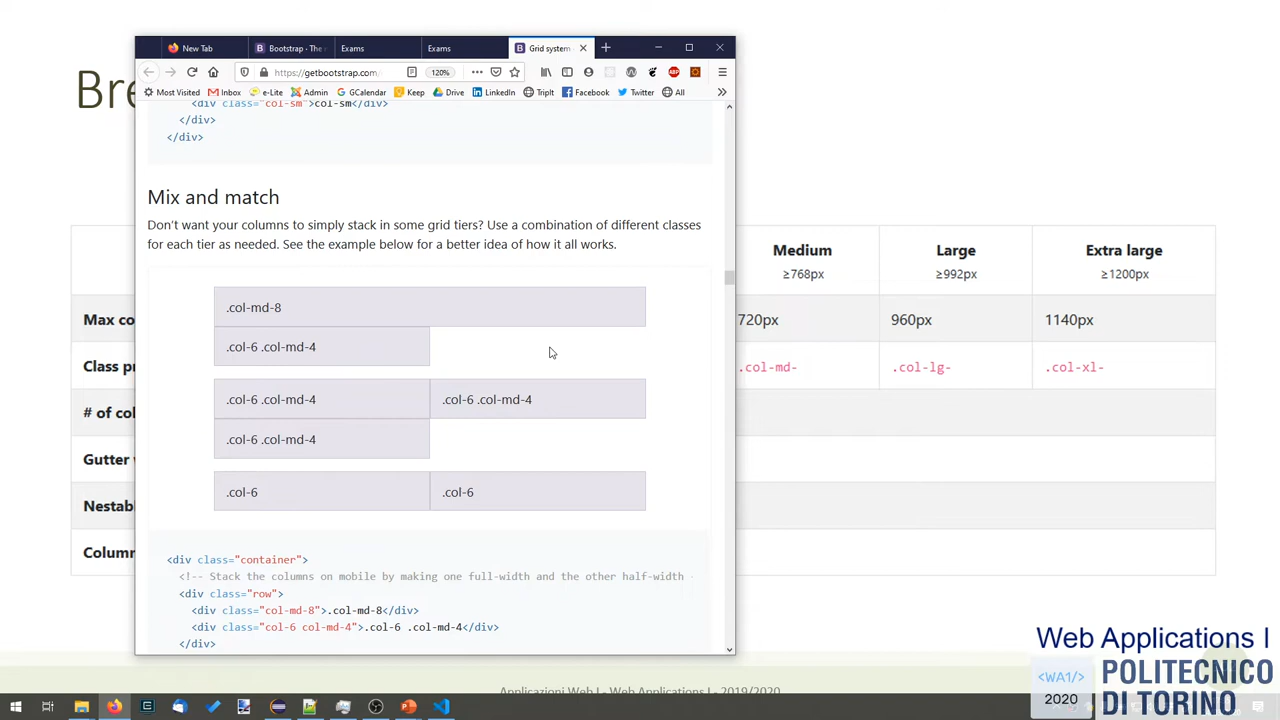 Bre
New Tab
Bootstrap · The
Exams
Exams
Grid system
https://getbootstrap.com/
120%
Most Visited
Inbox
e-Lite
Admin
GCalendar
Keep
Drive
LinkedIn
TripIt
Facebook
Twitter
All
<div class="col-sm">col-sm</div>
</div>
</div>
Mix and match
Don't want your columns to simply stack in some grid tiers? Use a combination of different classes
for each tier as needed. See the example below for a better idea of how it all works.
.col-md-8
.col-6 .col-md-4
.col-6 .col-md-4
.col-6 .col-md-4
.col-6 .col-md-4
.col-6
.col-6
<div class="container">
<!-- Stack the columns on mobile by making one full-width and the other half-width
<div class="row">
<div class="col-md-8">.col-md-8</div>
<div class="col-6 col-md-4">.col-6 .col-md-4</div>
</div>
Medium
≥768px
Large
≥992px
Extra large
≥1200px
Max co
720px
960px
1140px
Class pr
.col-md-
.col-lg-
.col-xl-
# of col
Gutter
Nestab
Column
Applicazioni Web I - Web Applications I - 2019/2020
Web Applications I
<WA1/>
2020
POLITECNICO
DI TORINO